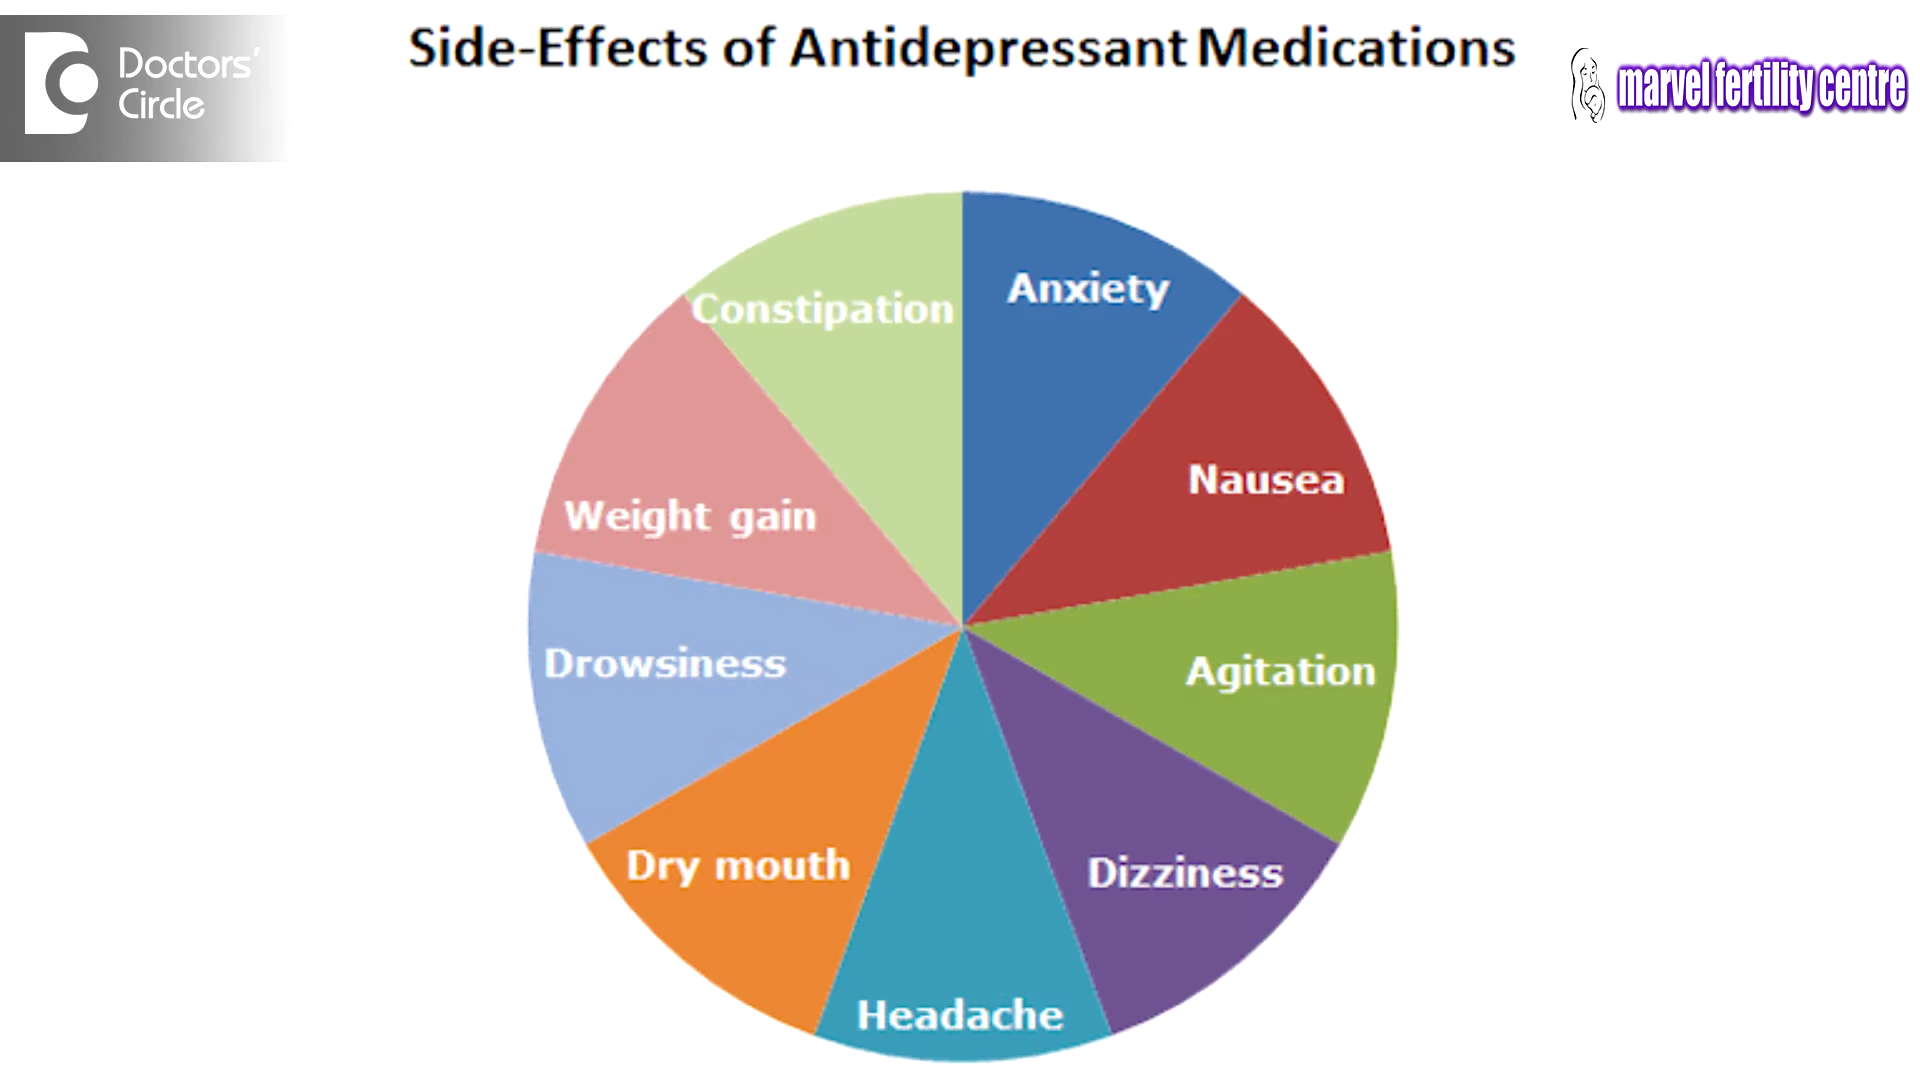 Side-Effects of Antidepressant Medications
Doctors'
Circle
marvel fertility centre
Constipation
Anxiety
Nausea
Weight gain
Drowsiness
Agitation
Dry mouth
Dizziness
Headache